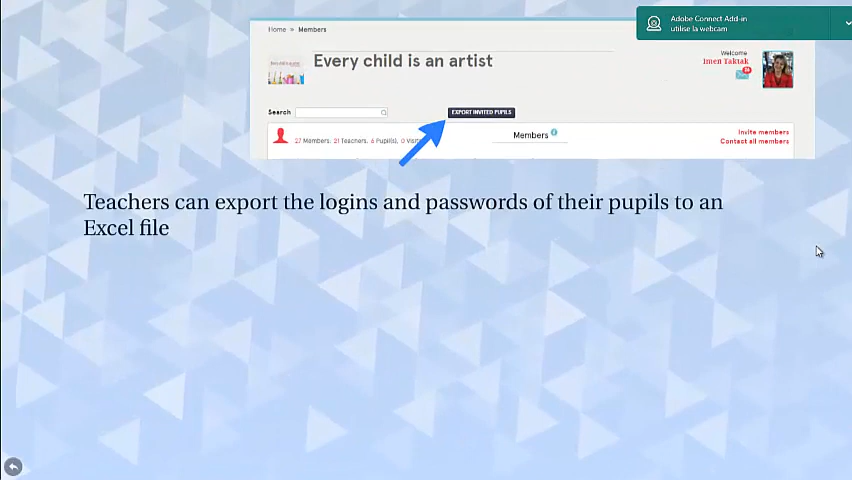 Adobe Connect Add-in
utilise la webcam
Home » Members
Welcome
Imen Taktak
Every child is an artist
Search
EXPORT INVITED PUPILS
27 Members, 21 Teachers, 6 Pupil(s), 0
Members
Invite members
Contact all members
Teachers can export the logins and passwords of their pupils to an
Excel file